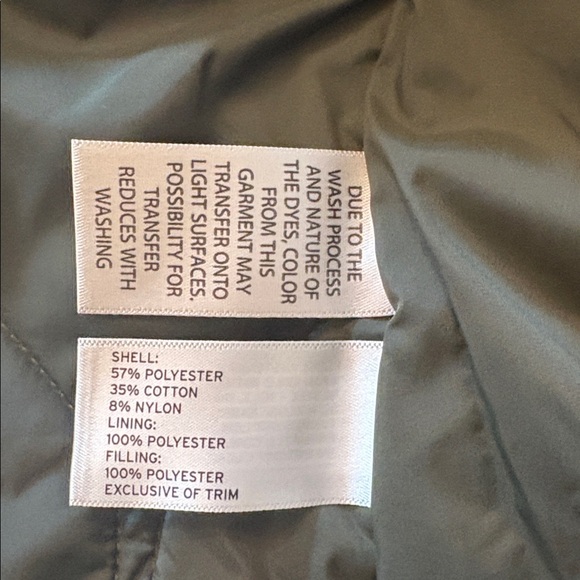 DUE TO THE
WASH PROCESS
AND NATURE OF
THE DYES, COLOR
FROM THIS
GARMENT MAY
TRANSFER ONTO
LIGHT SURFACES.
POSSIBILITY FOR
TRANSFER
REDUCES WITH
WASHING
SHELL:
57% POLYESTER
35% COTTON
8% NYLON
LINING:
100% POLYESTER
FILLING:
100% POLYESTER
EXCLUSIVE OF TRIM